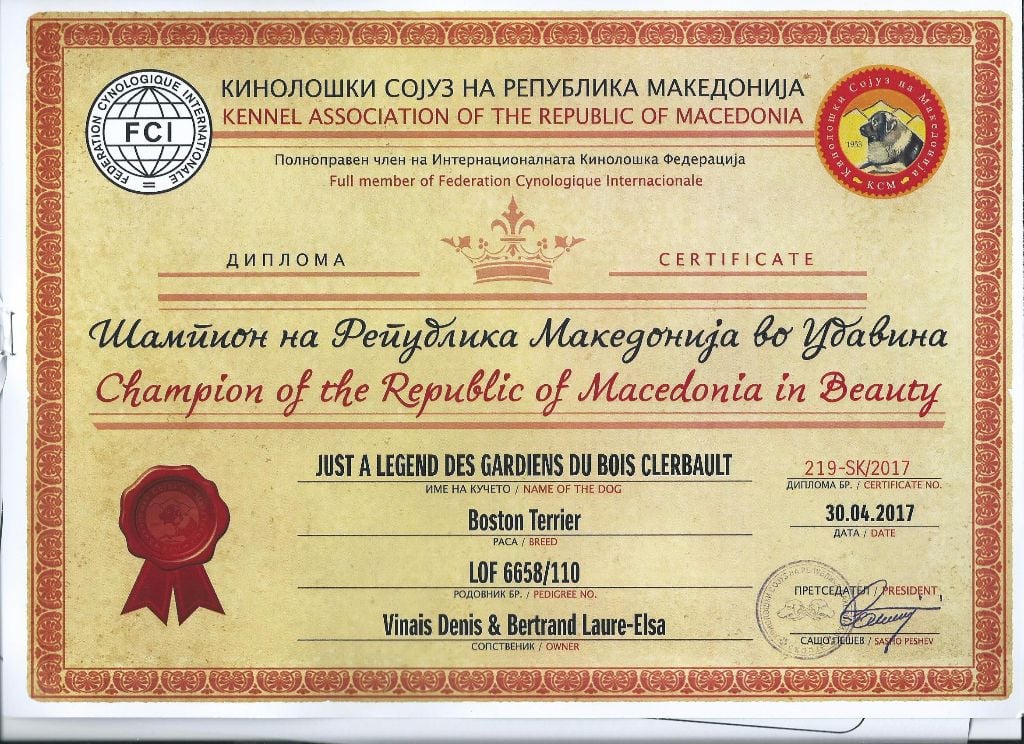 КИНОЛОШКИ СОЈУЗ НА РЕПУБЛИКА МАКЕДОНИЈА
KENNEL ASSOCIATION OF THE REPUBLIC OF MACEDONIA
FEDERATION CYNOLOGIQUE INTERNATIONALE
FCI
Кинолошки Сојуз на Македонија
1953
КСМ
Полноправен член на Интернационалната Кинолошка Федерација
Full member of Federation Cynologique Internacionale
ДИПЛОМА
CERTIFICATE
Шампион на Република Македонија во Убавина
Champion of the Republic of Macedonia in Beauty
JUST A LEGEND DES GARDIENS DU BOIS CLERBAULT
ИМЕ НА КУЧЕТО / NAME OF THE DOG
219-SK/2017
ДИПЛОМА БР. / CERTIFICATE NO.
Boston Terrier
РАСА / BREED
30.04.2017
ДАТА / DATE
LOF 6658/110
РОДОВНИК БР. / PEDIGREE NO.
ПРЕТСЕДАТЕЛ / PRESIDENT
Vinais Denis & Bertrand Laure-Elsa
СОПСТВЕНИК / OWNER
САШО ПЕШЕВ / SASHO PESHEV